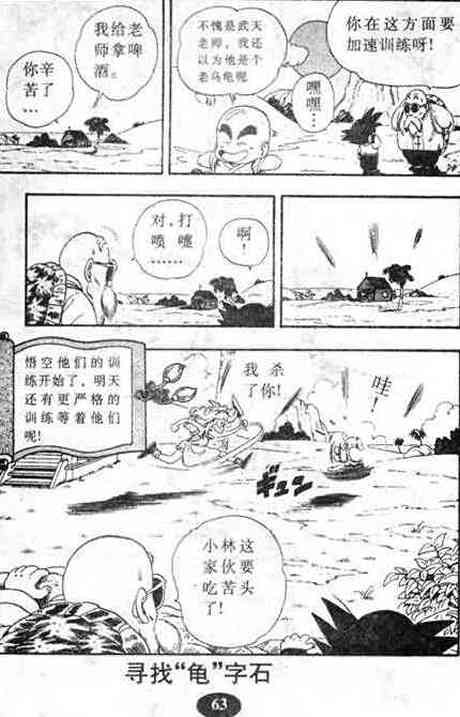 你在这方面要
加速训练呀!
嘿
嘿
…
不愧是武天
老师,我还
以为他是个
老乌龟呢
我给老
师拿啤
酒。
你辛
苦了
…
啊!
对,打
喷嚏
……
哇!
我杀
了你!
ギュン
小林这
家伙要
吃苦头
了!
悟空他们的训
练开始了,明天
还有更严格的
训练等着他们
呢!
寻找“龟”字石
63